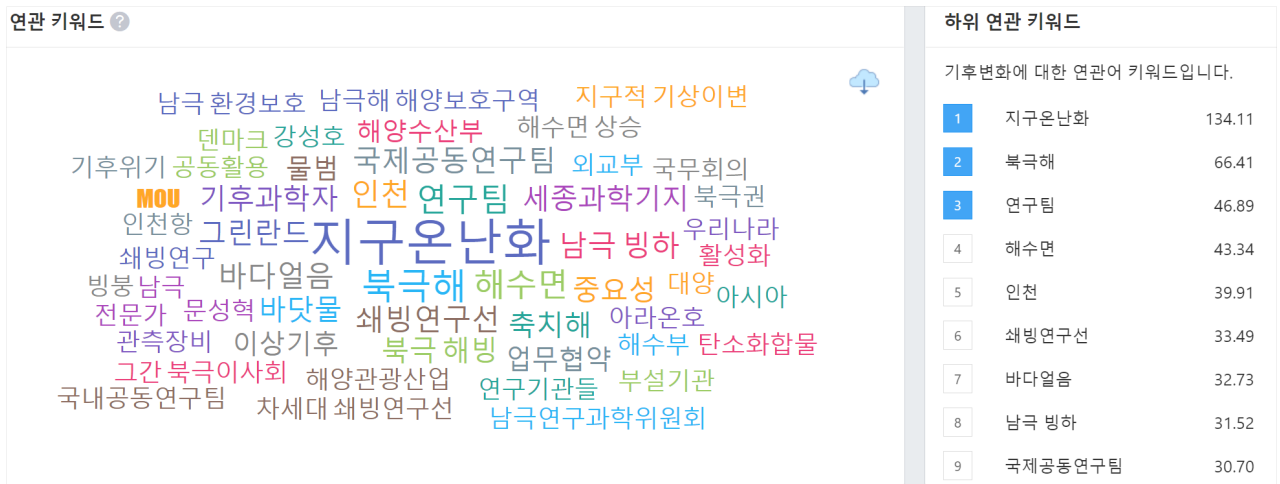 연관 키워드 ?
남극 환경보호 남극해 해양보호구역 지구적 기상이변
덴마크 강성호 해양수산부 해수면 상승
기후위기 공동활용 물범 국제공동연구팀 외교부 국무회의
MOU 기후과학자 인천 연구팀 세종과학기지 북극권
인천항 그린란드 지구온난화 남극 빙하 우리나라
쇄빙연구 활성화
빙붕 남극 바다얼음 북극해 해수면 중요성 대양 아시아
전문가 문성혁 바닷물 쇄빙연구선 축치해 아라온호
관측장비 이상기후 북극 해빙 업무협약 해수부 탄소화합물
그간 북극이사회 해양관광산업 연구기관들 부설기관
국내공동연구팀 차세대 쇄빙연구선 남극연구과학위원회
하위 연관 키워드
기후변화에 대한 연관어 키워드입니다.
1 지구온난화 134.11
2 북극해 66.41
3 연구팀 46.89
4 해수면 43.34
5 인천 39.91
6 쇄빙연구선 33.49
7 바다얼음 32.73
8 남극 빙하 31.52
9 국제공동연구팀 30.70